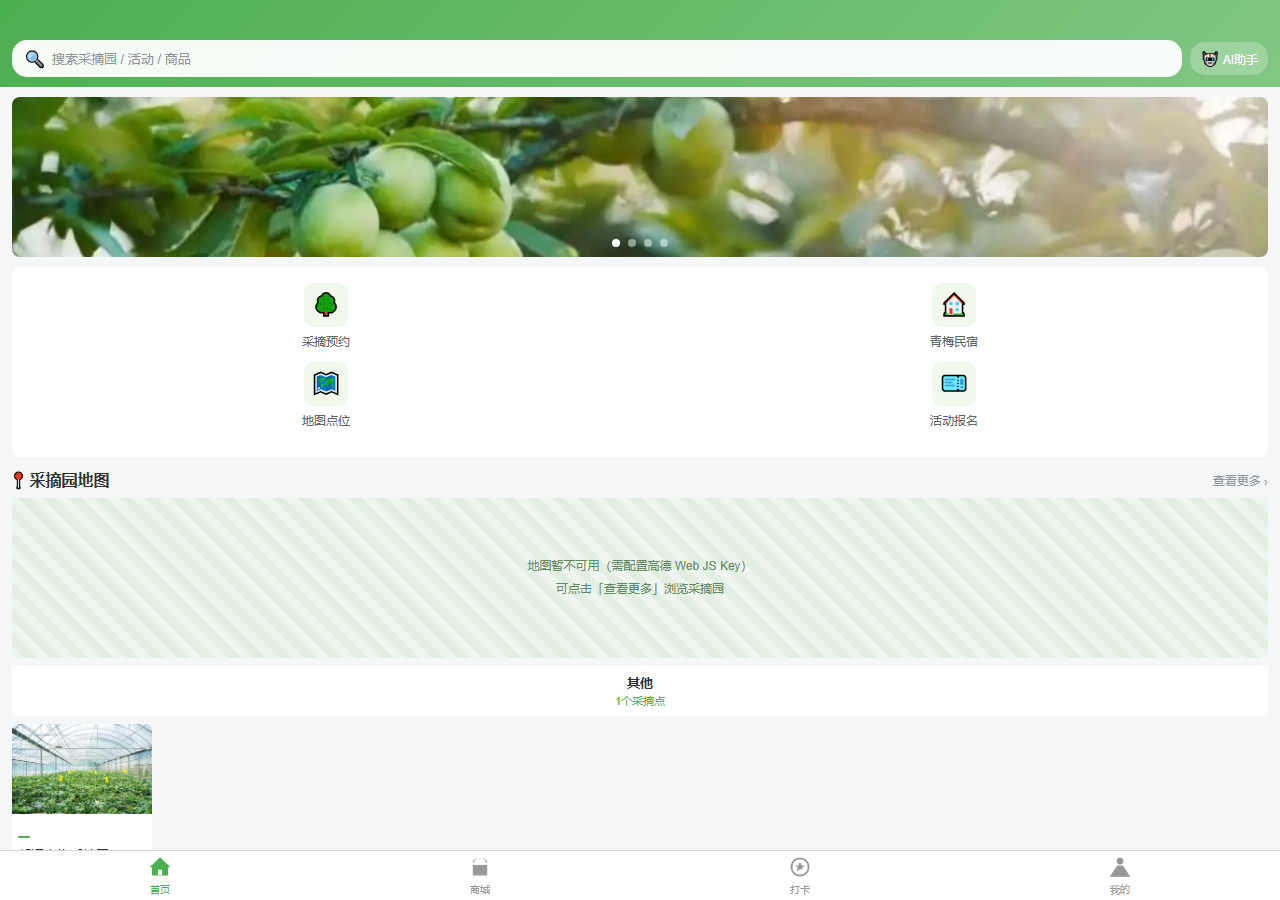 搜索采摘园 / 活动 / 商品
AI助手
采摘预约
青梅民宿
地图点位
活动报名
采摘园地图
查看更多 ›
地图暂不可用（需配置高德 Web JS Key）
可点击「查看更多」浏览采摘园
其他
1个采摘点
首页
商城
打卡
我的